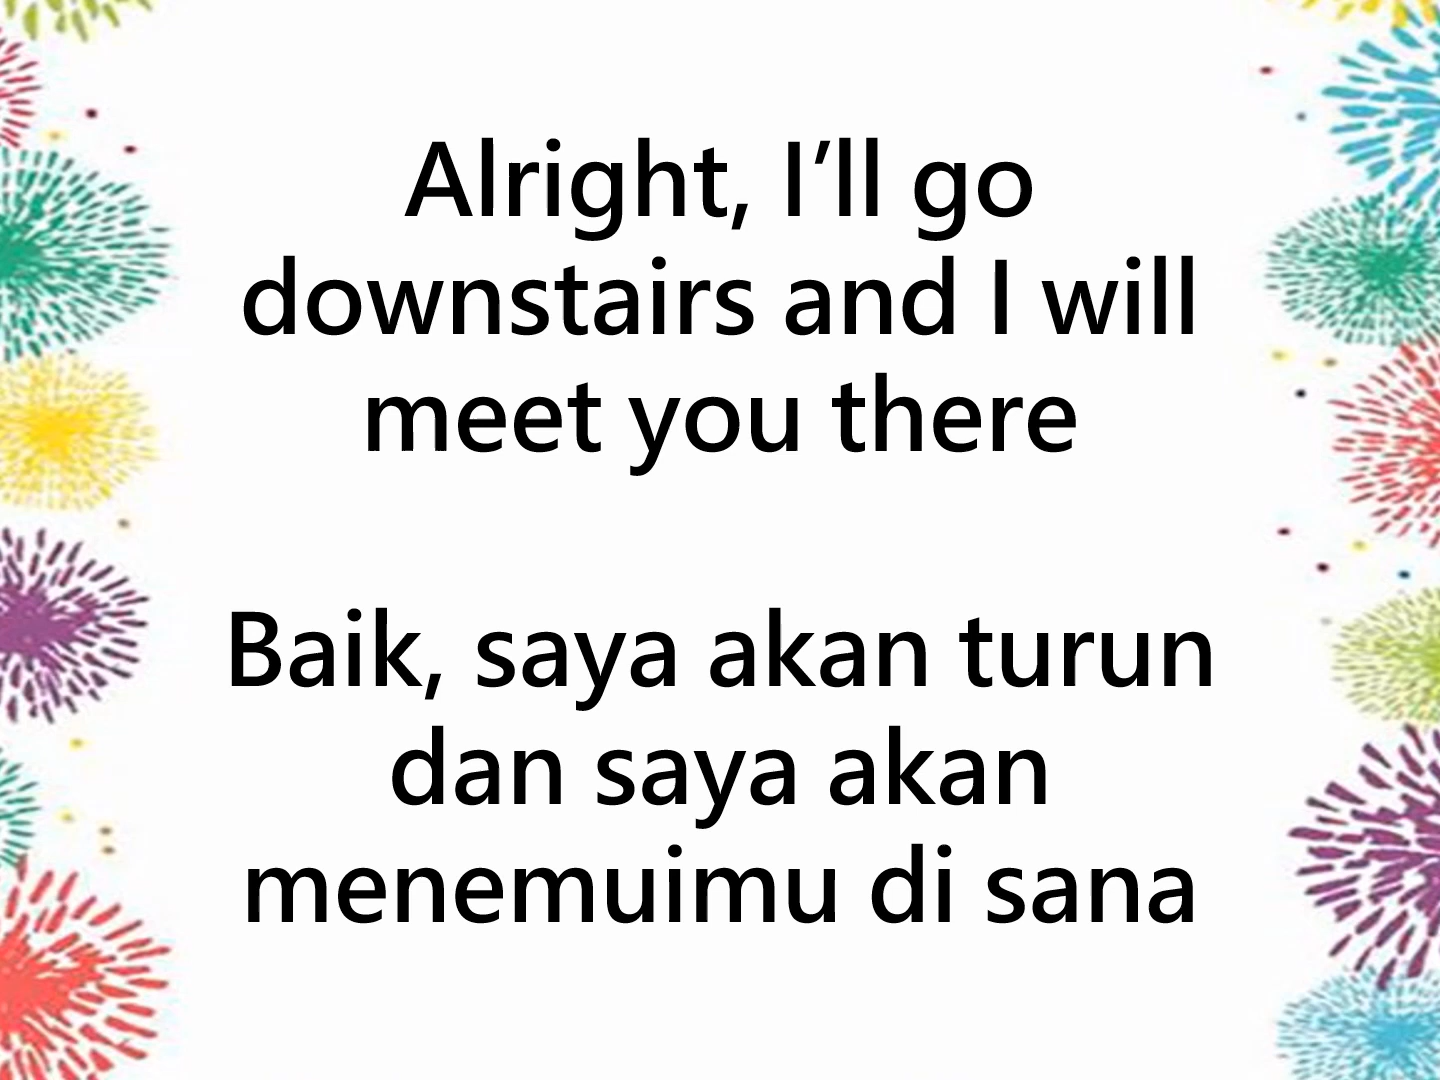 Alright, I’ll go
downstairs and I will
meet you there
Baik, saya akan turun
dan saya akan
menemuimu di sana